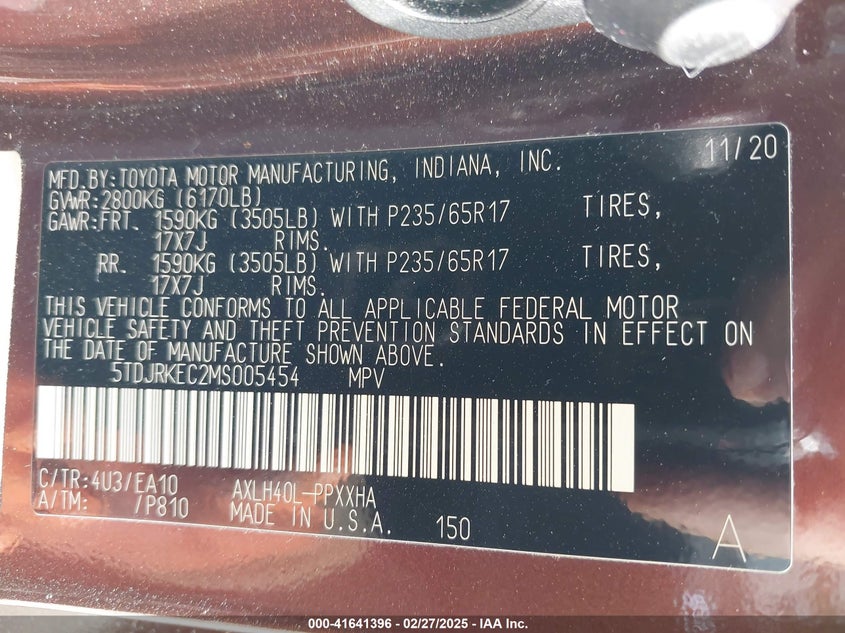 11/20
MFD.BY:TOYOTA MOTOR MANUFACTURING, INDIANA, INC.
GVWR:2800KG (6170LB)
GAWR:FRT. 1590KG (3505LB) WITH P235/65R17 TIRES,
17X7J RIMS.
RR. 1590KG (3505LB) WITH P235/65R17 TIRES,
17X7J RIMS.
THIS VEHICLE CONFORMS TO ALL APPLICABLE FEDERAL MOTOR
VEHICLE SAFETY AND THEFT PREVENTION STANDARDS IN EFFECT ON
THE DATE OF MANUFACTURE SHOWN ABOVE.
5TDJRKEC2MS005454 MPV
C/TR:4U3/EA10 AXLH40L-PPXXHA
A/TM: /P810 MADE IN U.S.A. 150
A
000-41641396 - 02/27/2025 - IAA Inc.